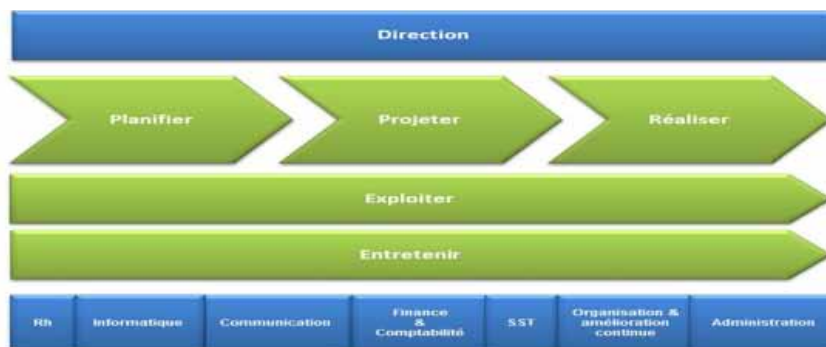 Direction
Planifier
Projeter
Réaliser
Exploiter
Entretenir
Rh
Informatique
Communication
Finance
&
Comptabilité
SST
Organisation &
amélioration
continue
Administration